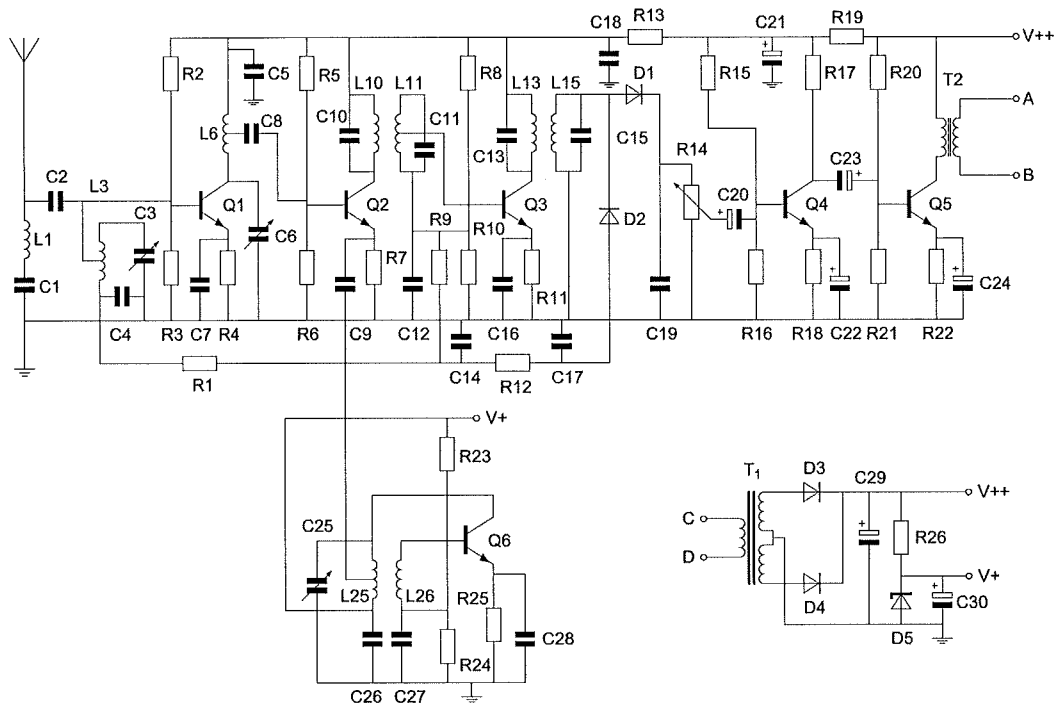 C18 R13 C21 R19
V++
R2 C5 R5 L10 L11 R8 L13 L15 D1 R15 R17 R20 T2
A
C8 C10 C11 C13 C15 R14
L6
C2 L3 C20 C23
B
C3 Q1 Q2 Q3 Q4 Q5
L1 C6 R9 D2
R10
R7
C1 R11 C24
C4 R3 C7 R4 R6 C9 C12 C16 C19 R16 R18 C22 R21 R22
C14 C17
R1 R12
V+
R23
T1 D3 C29
V++
C25 C
Q6 R26
D
V+
L25 L26 R25 D4 C30
C28 D5
R24
C26 C27